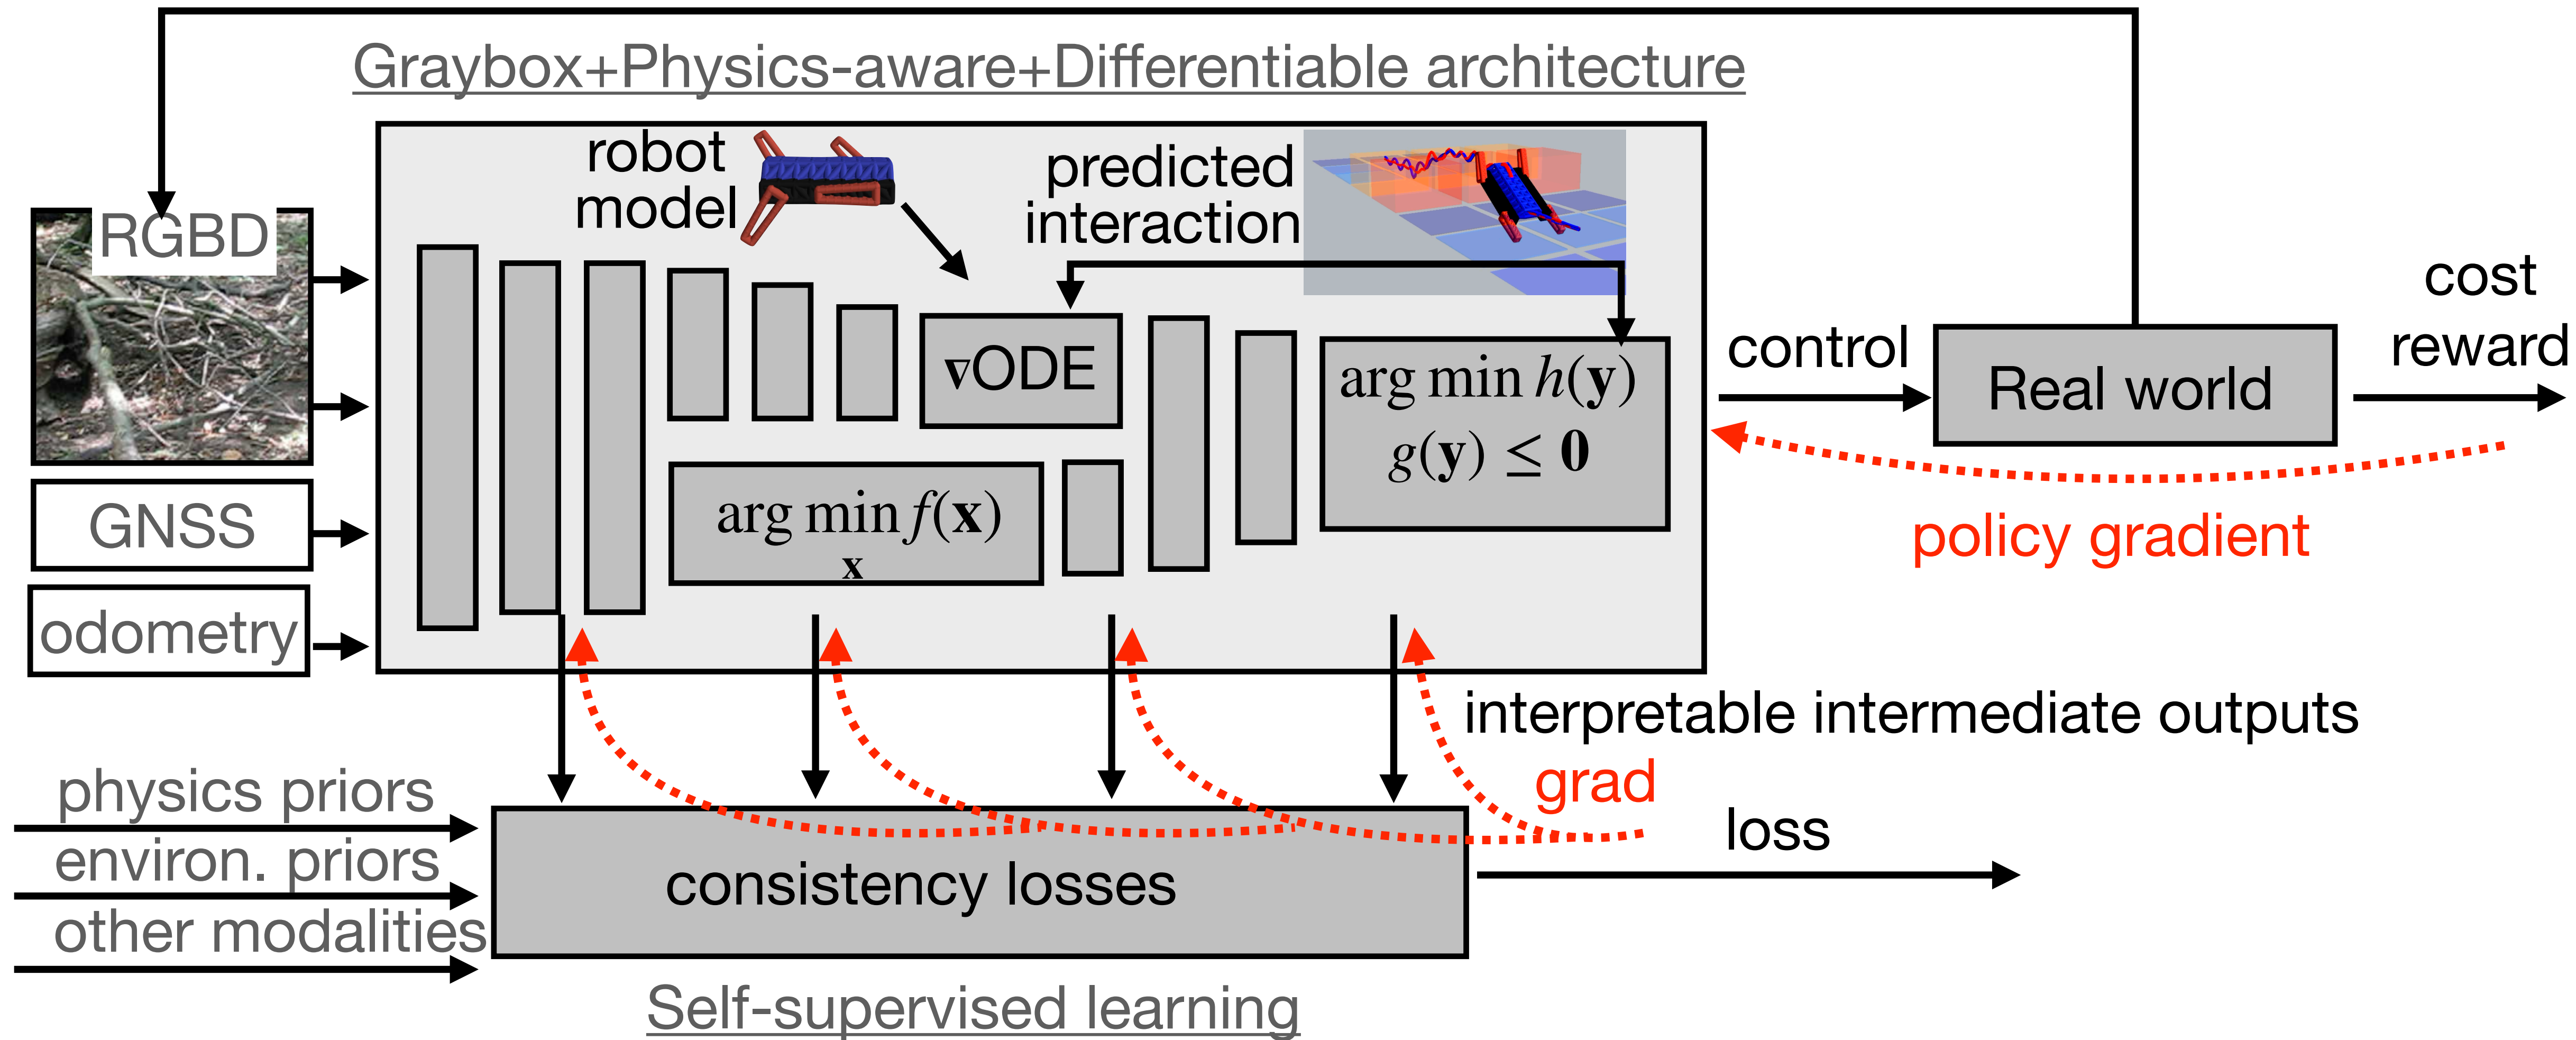 Graybox+Physics-aware+Differentiable architecture
robot
model
predicted
interaction
RGBD
GNSS
odometry
∇ODE
arg min f(x)
x
arg min h(y)
g(y) ≤ 0
control
Real world
cost
reward
policy gradient
interpretable intermediate outputs
grad
physics priors
environ. priors
other modalities
consistency losses
loss
Self-supervised learning